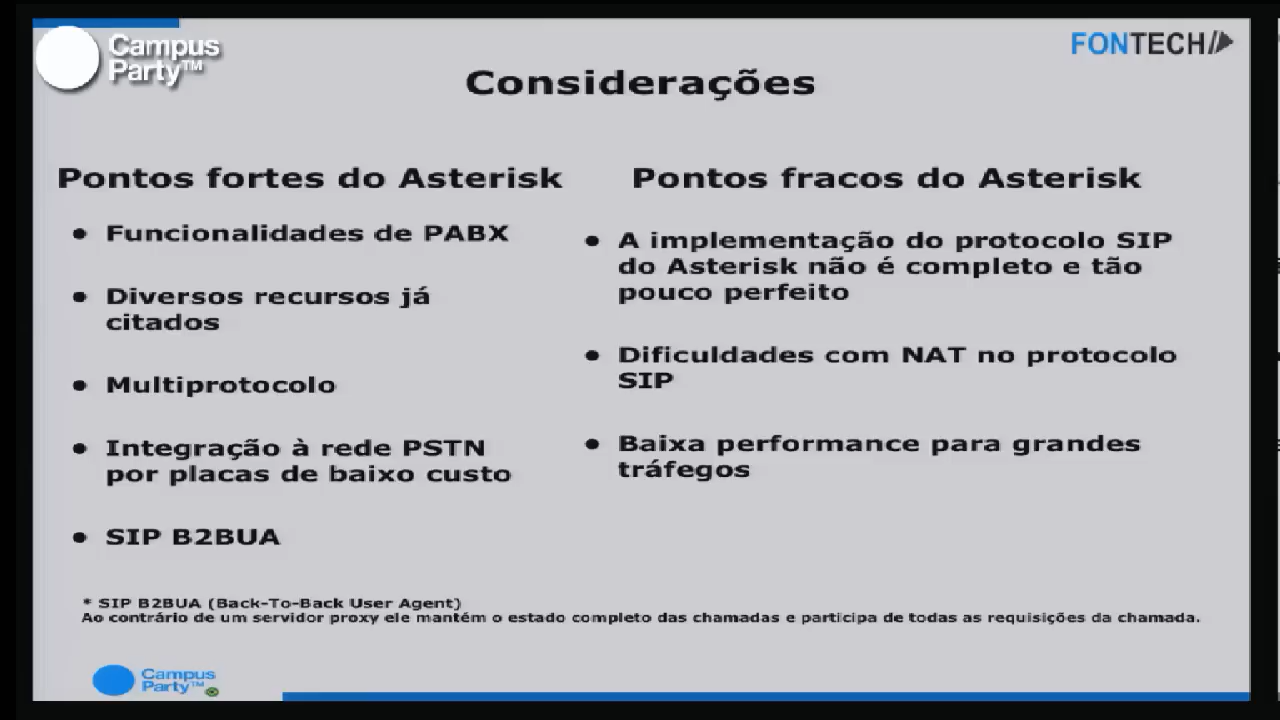 Campus
Party™
FONTECH
Considerações
Pontos fortes do Asterisk
• Funcionalidades de PABX
• Diversos recursos já
citados
• Multiprotocolo
• Integração à rede PSTN
por placas de baixo custo
• SIP B2BUA
Pontos fracos do Asterisk
• A implementação do protocolo SIP
do Asterisk não é completo e tão
pouco perfeito
• Dificuldades com NAT no protocolo
SIP
• Baixa performance para grandes
tráfegos
* SIP B2BUA (Back-To-Back User Agent)
Ao contrário de um servidor proxy ele mantém o estado completo das chamadas e participa de todas as requisições da chamada.
Campus
Party™